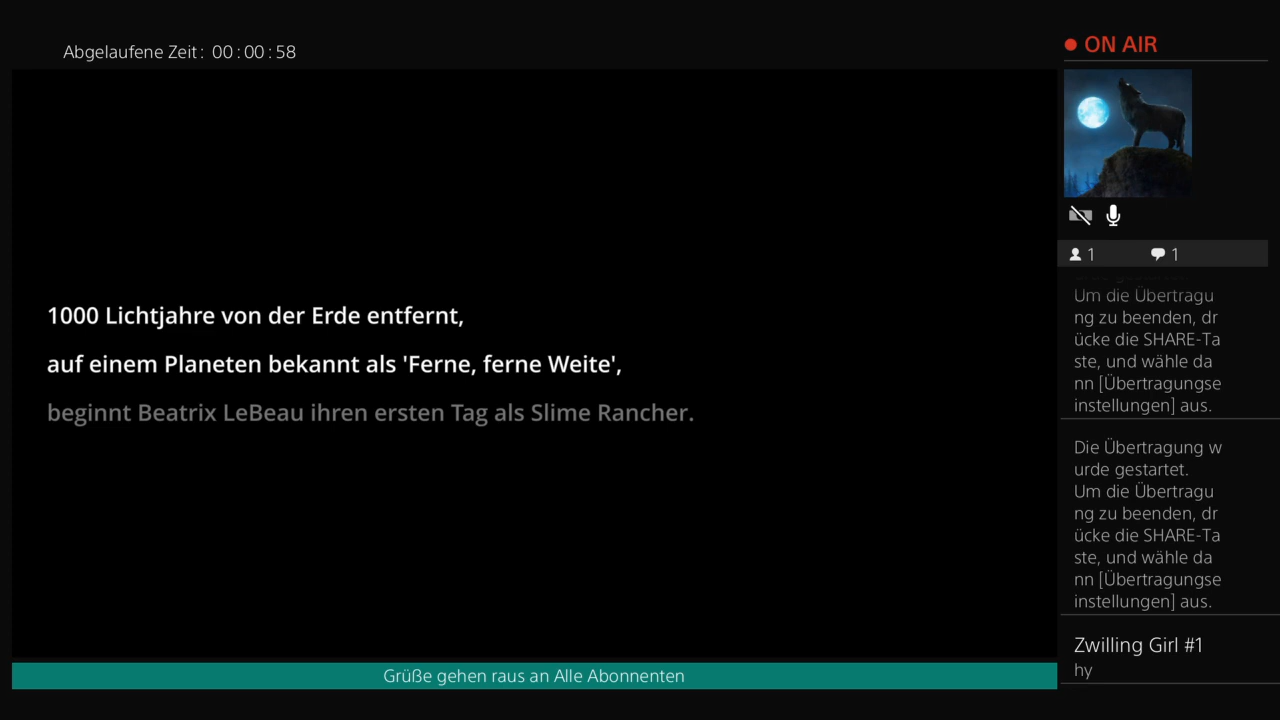 Abgelaufene Zeit: 00:00:58
ON AIR
1 1
1000 Lichtjahre von der Erde entfernt,
auf einem Planeten bekannt als 'Ferne, ferne Weite',
beginnt Beatrix LeBeau ihren ersten Tag als Slime Rancher.
Grüße gehen raus an Alle Abonnenten
Um die Übertragu
ng zu beenden, dr
ücke die SHARE-Ta
ste, und wähle da
nn [Übertragungse
instellungen] aus.
Die Übertragung w
urde gestartet.
Um die Übertragu
ng zu beenden, dr
ücke die SHARE-Ta
ste, und wähle da
nn [Übertragungse
instellungen] aus.
Zwilling Girl #1
hy